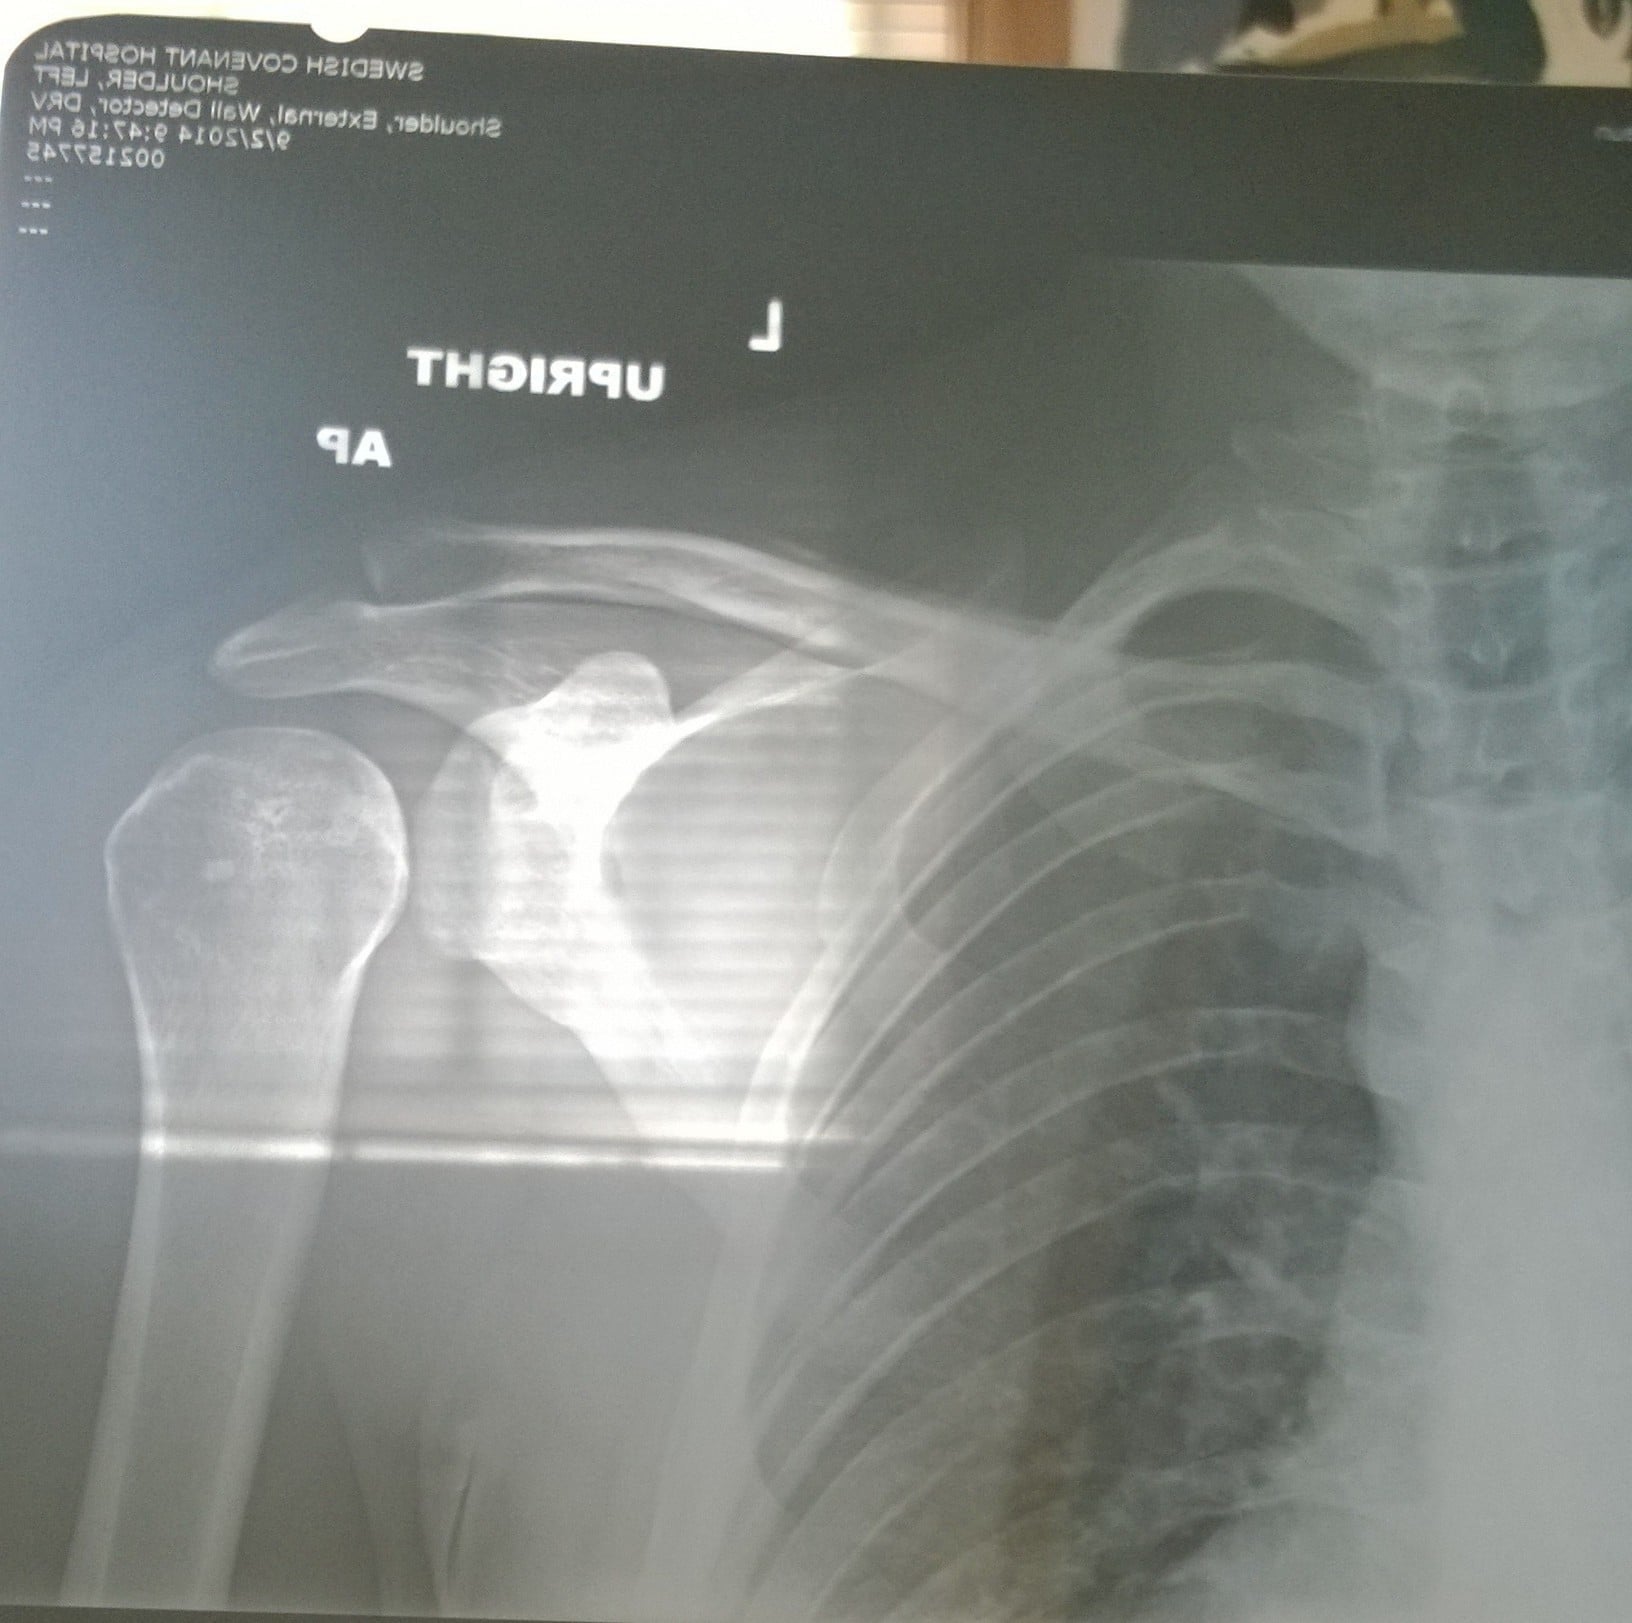 SWEDISH COVENANT HOSPITAL
SHOULDER, LEFT
Shoulder, External, Wall Detector, DRV
9/2/2014 9:47:16 PM
002157745
---
---
---
L
UPRIGHT
AP